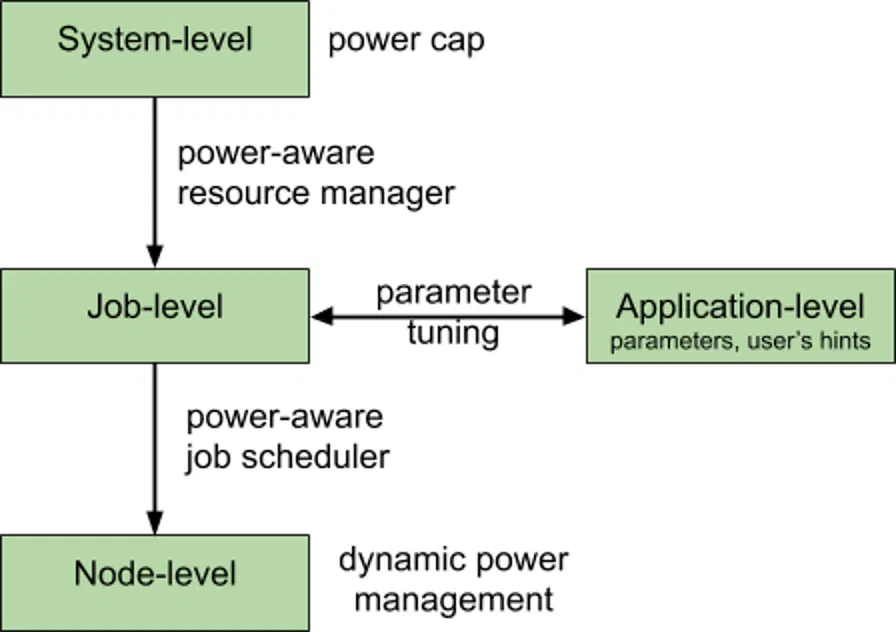 System-level
power cap
power-aware
resource manager
Job-level
parameter
tuning
Application-level
parameters, user's hints
power-aware
job scheduler
Node-level
dynamic power
management